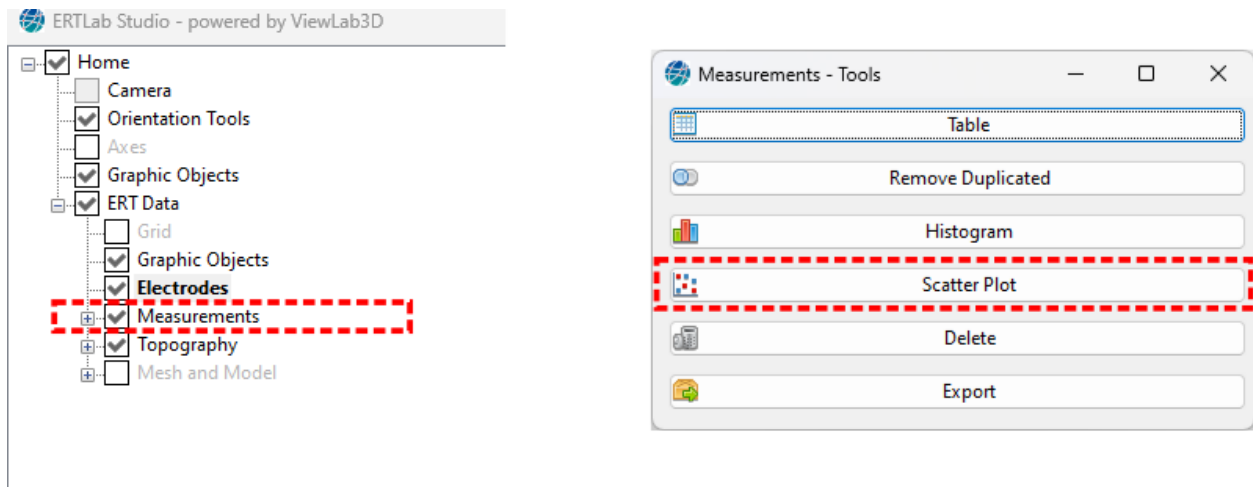 ERTLab Studio - powered by ViewLab3D
Home
Camera
Orientation Tools
Axes
Graphic Objects
ERT Data
Grid
Graphic Objects
Electrodes
Measurements
Topography
Mesh and Model
Measurements - Tools
Table
Remove Duplicated
Histogram
Scatter Plot
Delete
Export